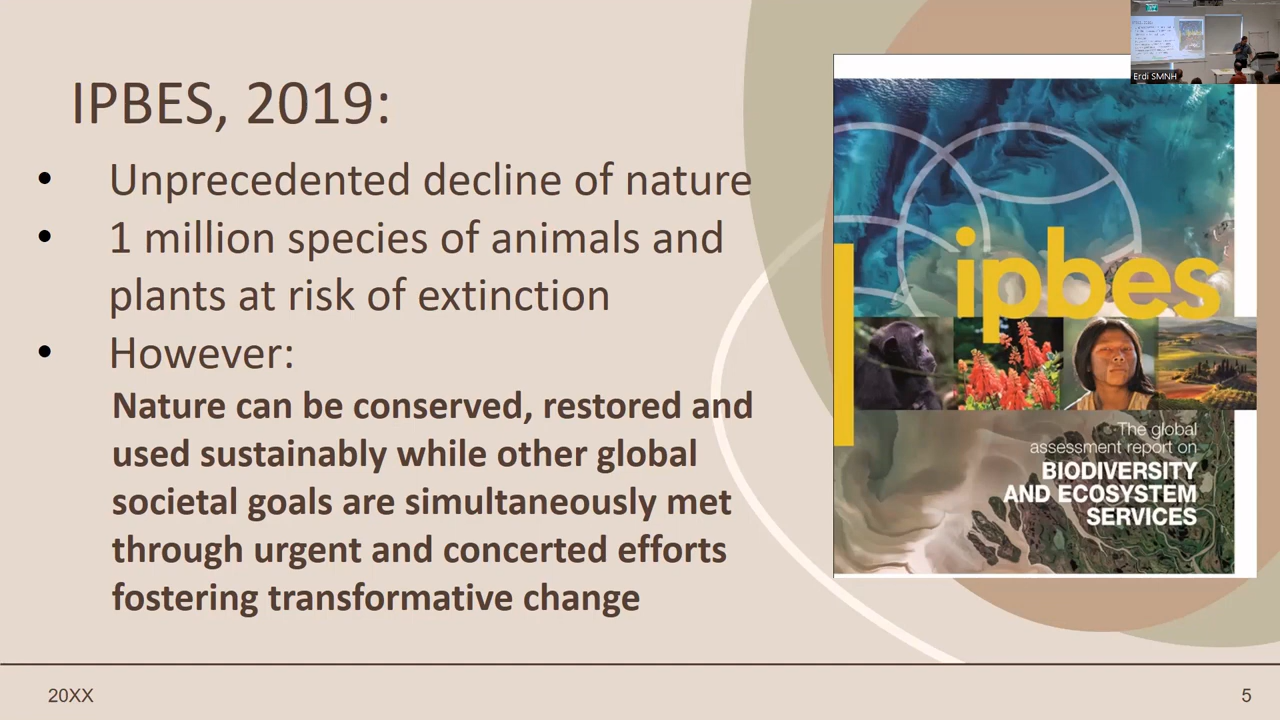 IPBES, 2019:
• Unprecedented decline of nature
• 1 million species of animals and
plants at risk of extinction
• However:
Nature can be conserved, restored and
used sustainably while other global
societal goals are simultaneously met
through urgent and concerted efforts
fostering transformative change
Erdi SMNH
ipbes
The global
assessment report on
BIODIVERSITY
AND ECOSYSTEM
SERVICES
20XX
5